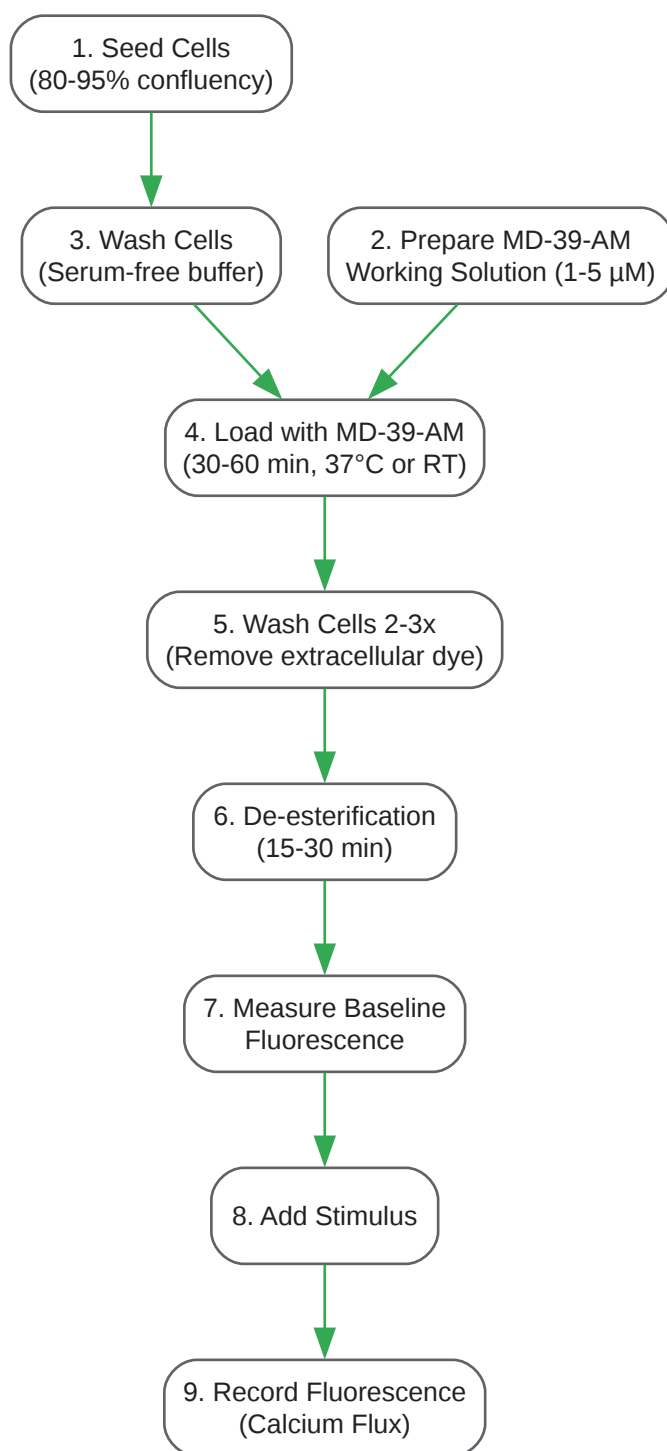 1. Seed Cells
(80-95% confluency)
3. Wash Cells
(Serum-free buffer)
2. Prepare MD-39-AM
Working Solution (1-5 µM)
4. Load with MD-39-AM
(30-60 min, 37°C or RT)
5. Wash Cells 2-3x
(Remove extracellular dye)
6. De-esterification
(15-30 min)
7. Measure Baseline
Fluorescence
8. Add Stimulus
9. Record Fluorescence
(Calcium Flux)